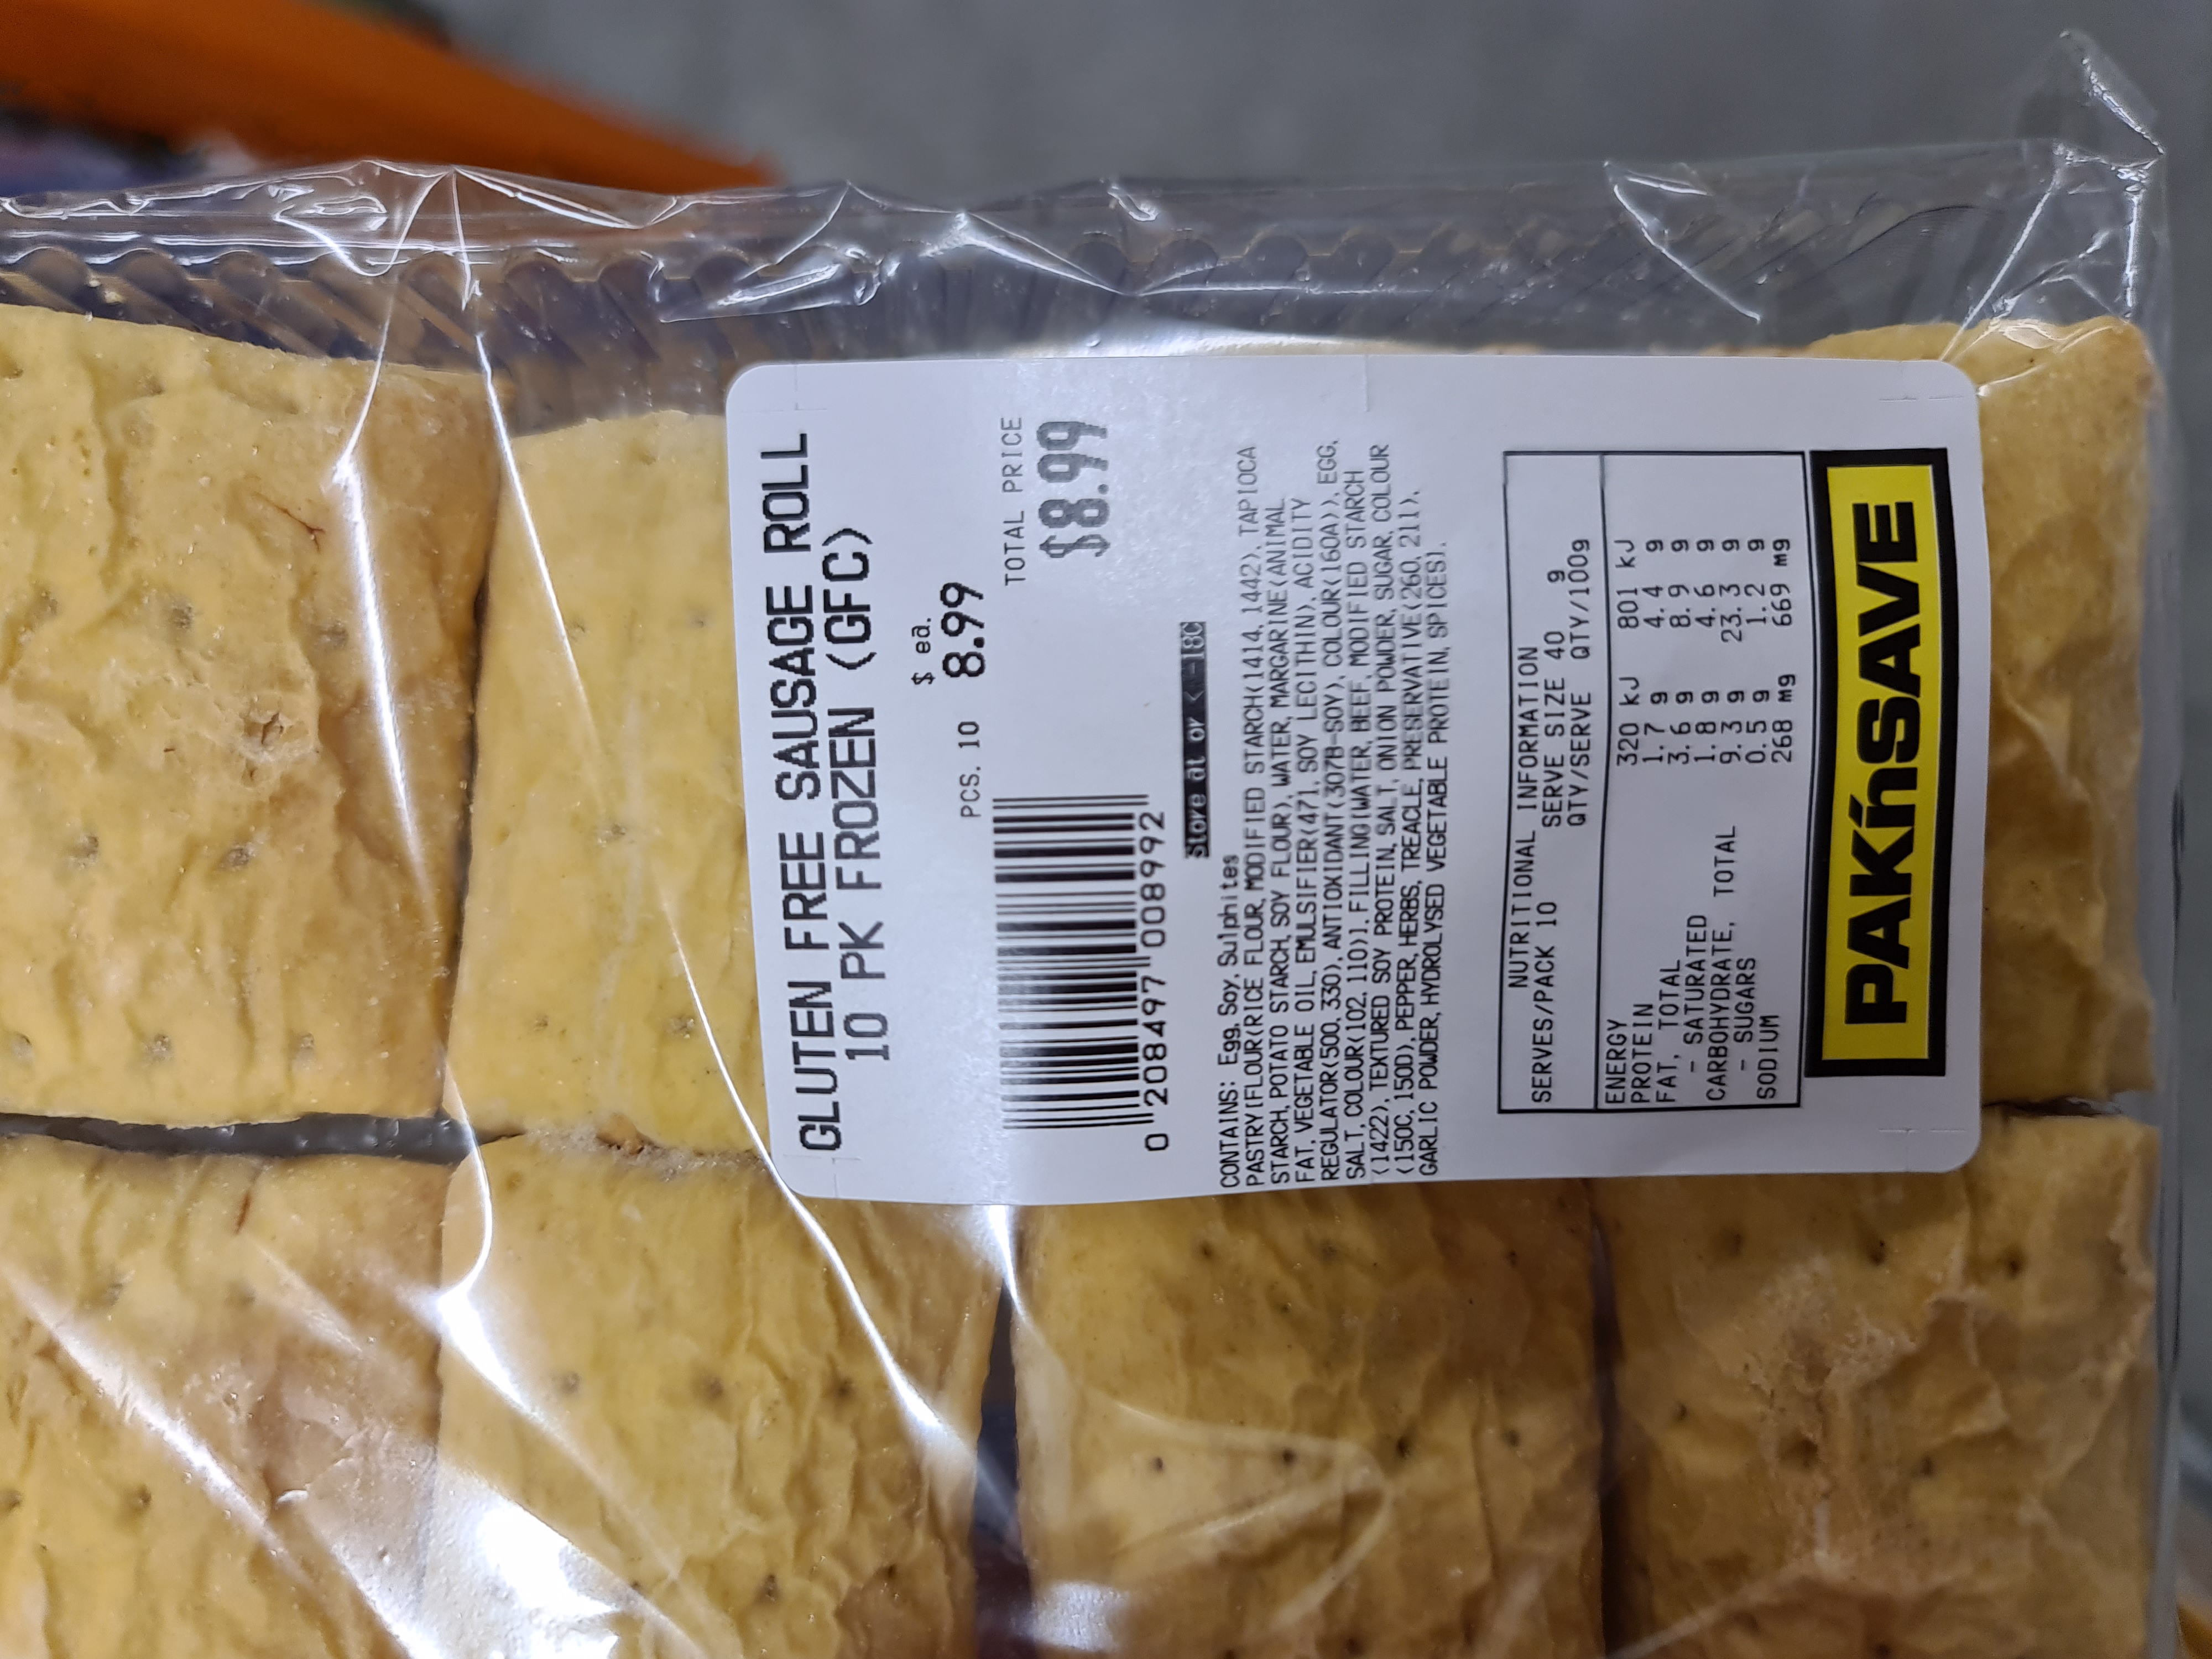 GLUTEN FREE SAUSAGE ROLL
10 PK FROZEN (GFC)
$ ea.
PCS. 10 8.99
TOTAL PRICE
$8.99
0 208497 008992
Store at or < -18C
CONTAINS: Egg, Soy, Sulphites
PASTRY[FLOUR(RICE FLOUR, MODIFIED STARCH(1414, 1442), TAPIOCA
STARCH, POTATO STARCH, SOY FLOUR), WATER, MARGARINE(ANIMAL
FAT, VEGETABLE OIL, EMULSIFIER(471, SOY LECITHIN), ACIDITY
REGULATOR(500, 330), ANTIOXIDANT(307B-SOY), COLOUR(160A)), EGG,
SALT, COLOUR(102, 110)], FILLING[WATER, BEEF, MODIFIED STARCH
(1422), TEXTURED SOY PROTEIN, SALT, ONION POWDER, SUGAR, COLOUR
(150C, 150D), PEPPER, HERBS, TREACLE, PRESERVATIVE(260, 211),
GARLIC POWDER, HYDROLYSED VEGETABLE PROTEIN, SPICES].
NUTRITIONAL INFORMATION
SERVES/PACK 10 SERVE SIZE 40 g
QTY/SERVE QTY/100g
ENERGY 320 kJ 801 kJ
PROTEIN 1.7 g 4.4 g
FAT, TOTAL 3.6 g 8.9 g
- SATURATED 1.8 g 4.6 g
CARBOHYDRATE, TOTAL 9.3 g 23.3 g
- SUGARS 0.5 g 1.2 g
SODIUM 268 mg 669 mg
PAK'nSAVE